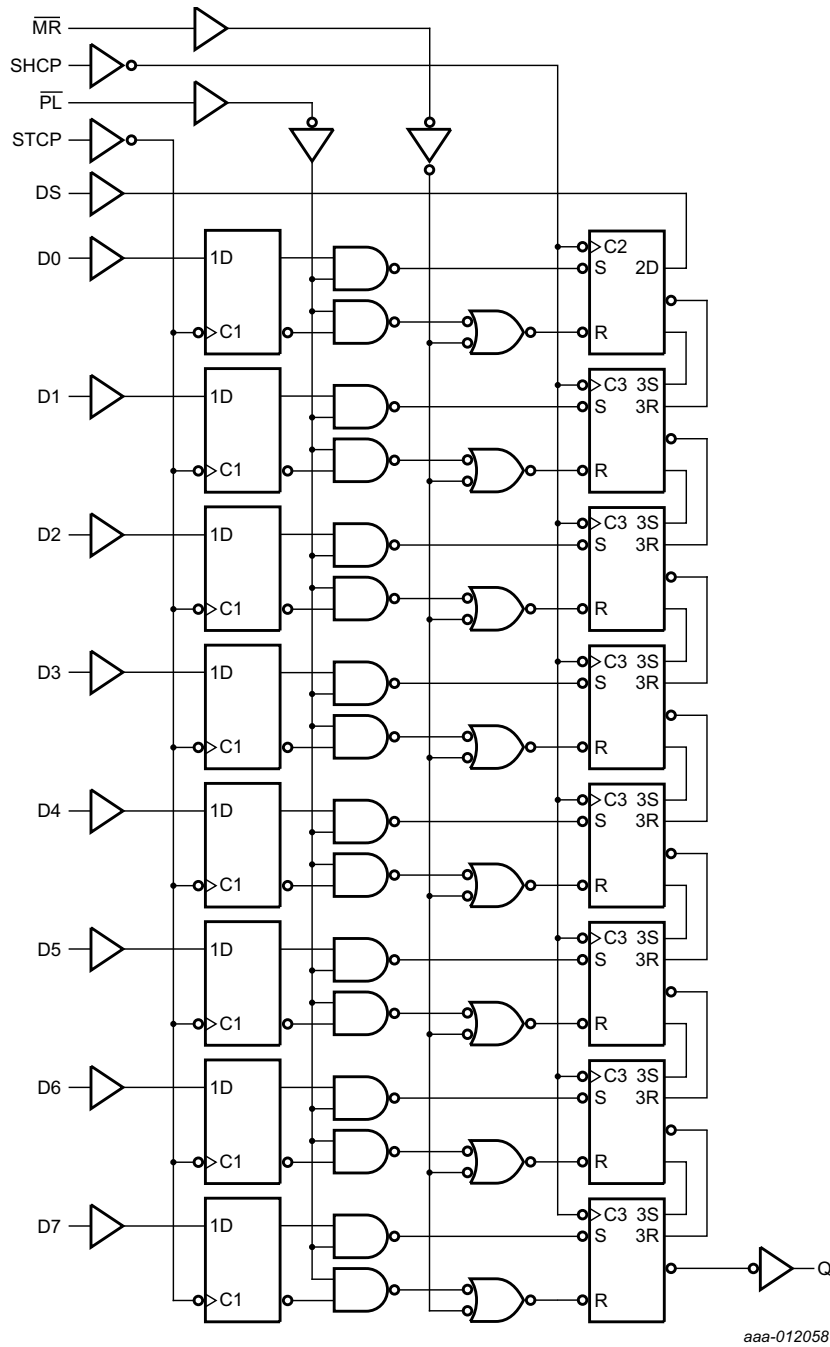 M̅R̅
SHCP
P̅L̅
STCP
DS
D0
1D
C1
C2
S 2D
R
D1
1D
C1
C3 3S
S 3R
R
D2
1D
C1
C3 3S
S 3R
R
D3
1D
C1
C3 3S
S 3R
R
D4
1D
C1
C3 3S
S 3R
R
D5
1D
C1
C3 3S
S 3R
R
D6
1D
C1
C3 3S
S 3R
R
D7
1D
C1
C3 3S
S 3R
R
Q
aaa-012058